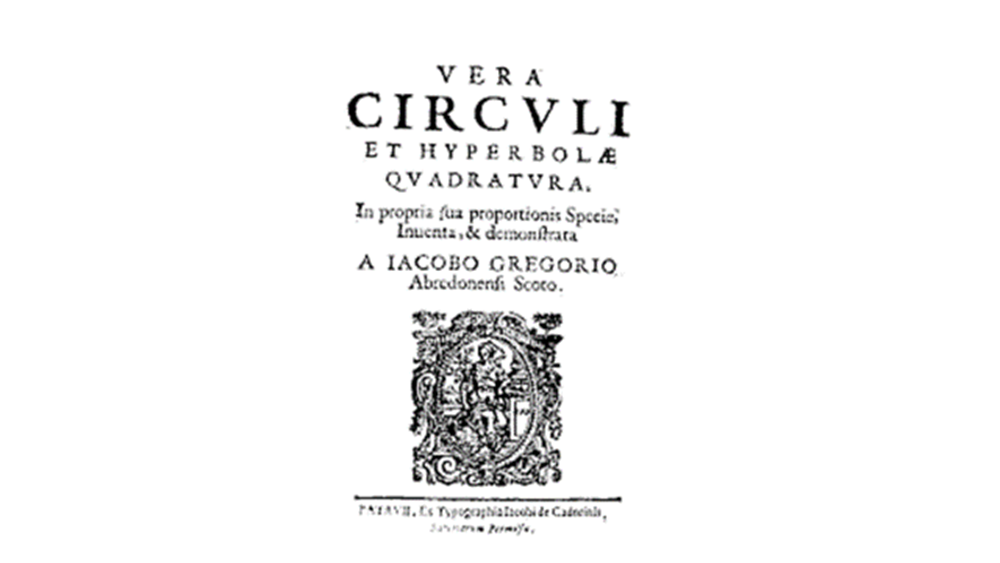 VERA
CIRCVLI
ET HYPERBOLÆ
QVADRATVRA.
In propria ſua proportionis Specie,
Inuenta, & demonſtrata
A IACOBO GREGORIO
Abredonenſi Scoto.
PATAVII, Ex Typographia Iacobi de Cadorinis,
Superiorum Permiſſu.